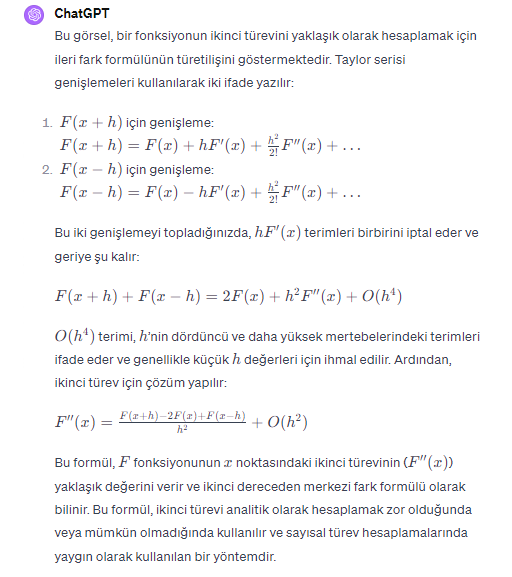 ChatGPT
Bu görsel, bir fonksiyonun ikinci türevini yaklaşık olarak hesaplamak için
ileri fark formülünün türetilişini göstermektedir. Taylor serisi
genişlemeleri kullanılarak iki ifade yazılır:
1. F(x + h) için genişleme:
F(x + h) = F(x) + hF′(x) + h²/2! F″(x) + …
2. F(x − h) için genişleme:
F(x − h) = F(x) − hF′(x) + h²/2! F″(x) + …
Bu iki genişlemeyi topladığınızda, hF′(x) terimleri birbirini iptal eder ve
geriye şu kalır:
F(x + h) + F(x − h) = 2F(x) + h²F″(x) + O(h⁴)
O(h⁴) terimi, h'nin dördüncü ve daha yüksek mertebelerindeki terimleri
ifade eder ve genellikle küçük h değerleri için ihmal edilir. Ardından,
ikinci türev için çözüm yapılır:
F″(x) = F(x+h)−2F(x)+F(x−h)/h² + O(h²)
Bu formül, F fonksiyonunun x noktasındaki ikinci türevinin (F″(x))
yaklaşık değerini verir ve ikinci dereceden merkezi fark formülü olarak
bilinir. Bu formül, ikinci türevi analitik olarak hesaplamak zor olduğunda
veya mümkün olmadığında kullanılır ve sayısal türev hesaplamalarında
yaygın olarak kullanılan bir yöntemdir.